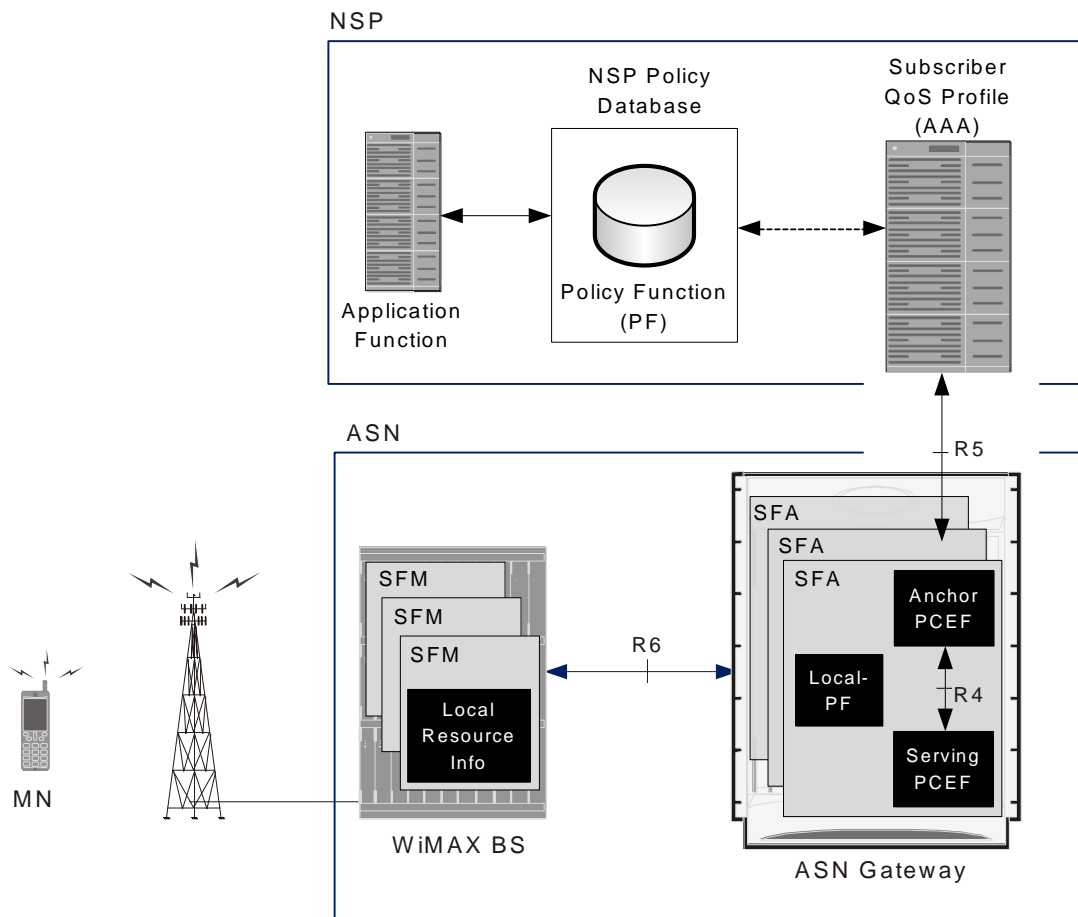 NSP
NSP Policy
Database
Subscriber
QoS Profile
(AAA)
Policy Function
(PF)
Application
Function
ASN
R5
SFA
SFA
SFA
SFM
SFM
SFM
Anchor
PCEF
R6
Local-
PF
R4
Local
Resource
Info
Serving
PCEF
MN
WiMAX BS
ASN Gateway